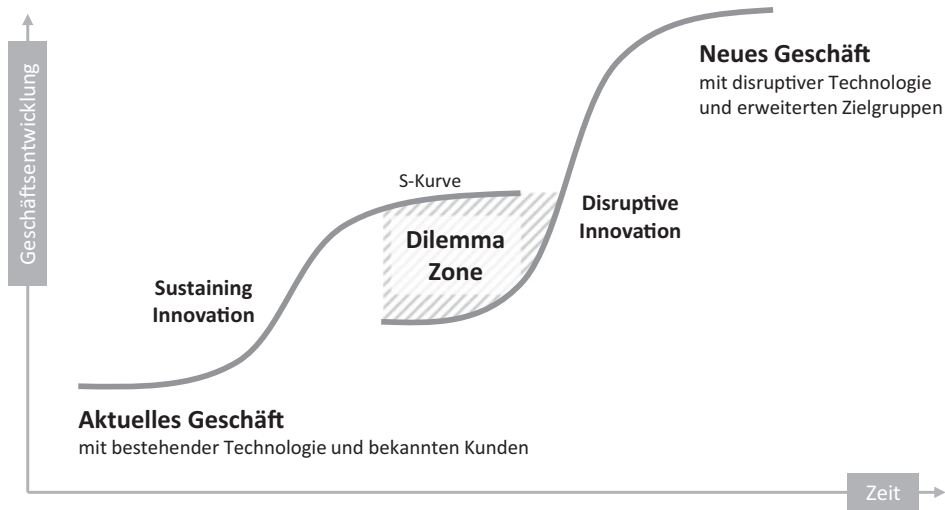 Geschäftsentwicklung
Neues Geschäft
mit disruptiver Technologie
und erweiterten Zielgruppen
S-Kurve
Disruptive
Innovation
Dilemma
Zone
Sustaining
Innovation
Aktuelles Geschäft
mit bestehender Technologie und bekannten Kunden
Zeit